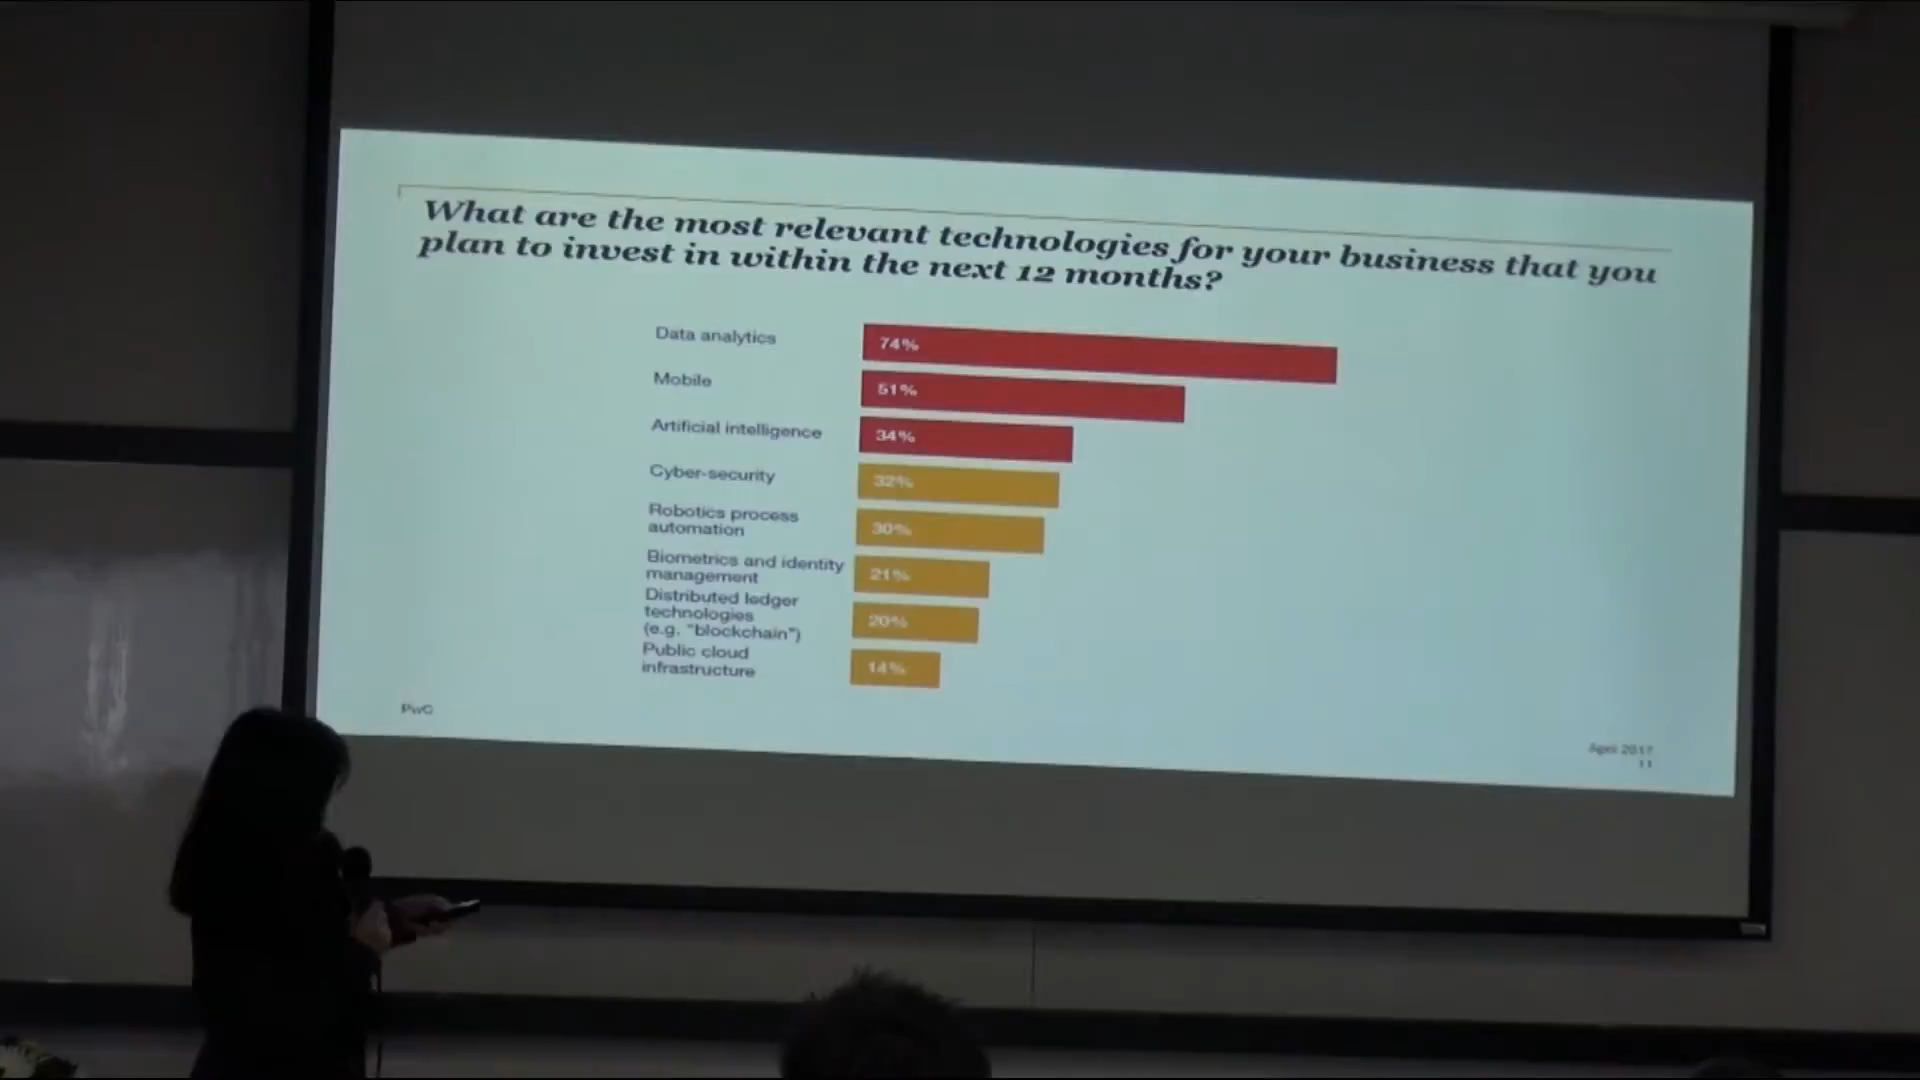 What are the most relevant technologies for your business that you
plan to invest in within the next 12 months?
Data analytics
74%
Mobile
51%
Artificial intelligence
34%
Cyber-security
32%
Robotics process
automation
30%
Biometrics and identity
management
21%
Distributed ledger
technologies
(e.g. "blockchain")
20%
Public cloud
infrastructure
14%
PwC
April 2017
11